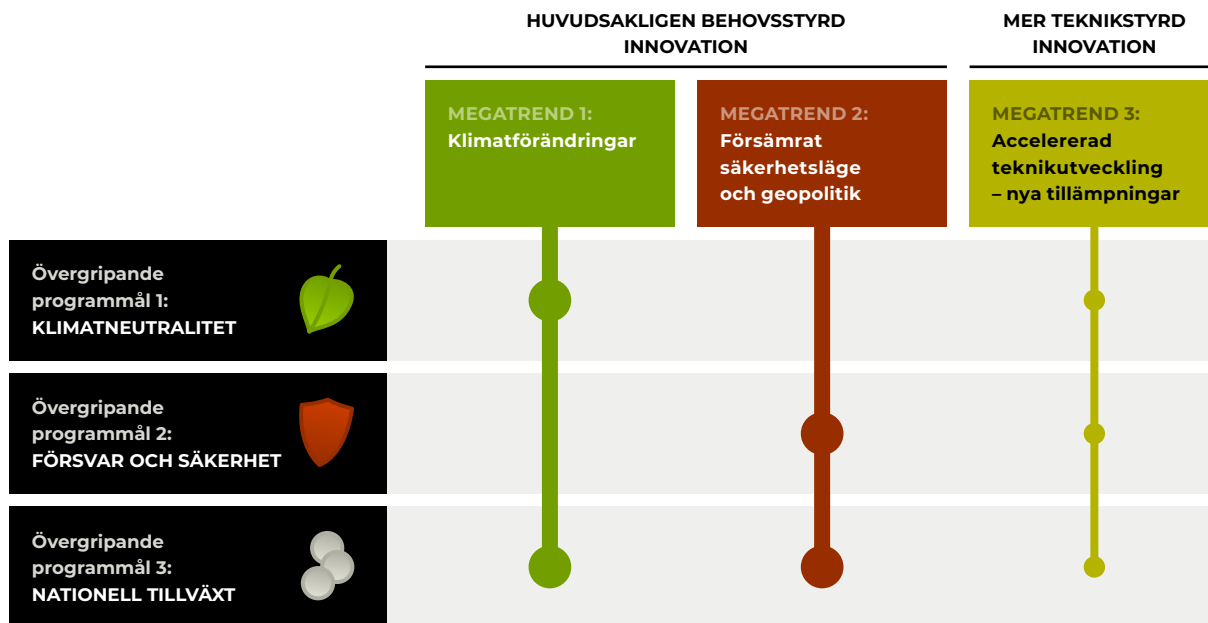 HUVUDSAKLIGEN BEHOVSSTYRD
INNOVATION
MER TEKNIKSTYRD
INNOVATION
MEGATREND 1:
Klimatförändringar
MEGATREND 2:
Försämrat
säkerhetsläge
och geopolitik
MEGATREND 3:
Accelererad
teknikutveckling
– nya tillämpningar
Övergripande
programmål 1:
KLIMATNEUTRALITET
Övergripande
programmål 2:
FÖRSVAR OCH SÄKERHET
Övergripande
programmål 3:
NATIONELL TILLVÄXT